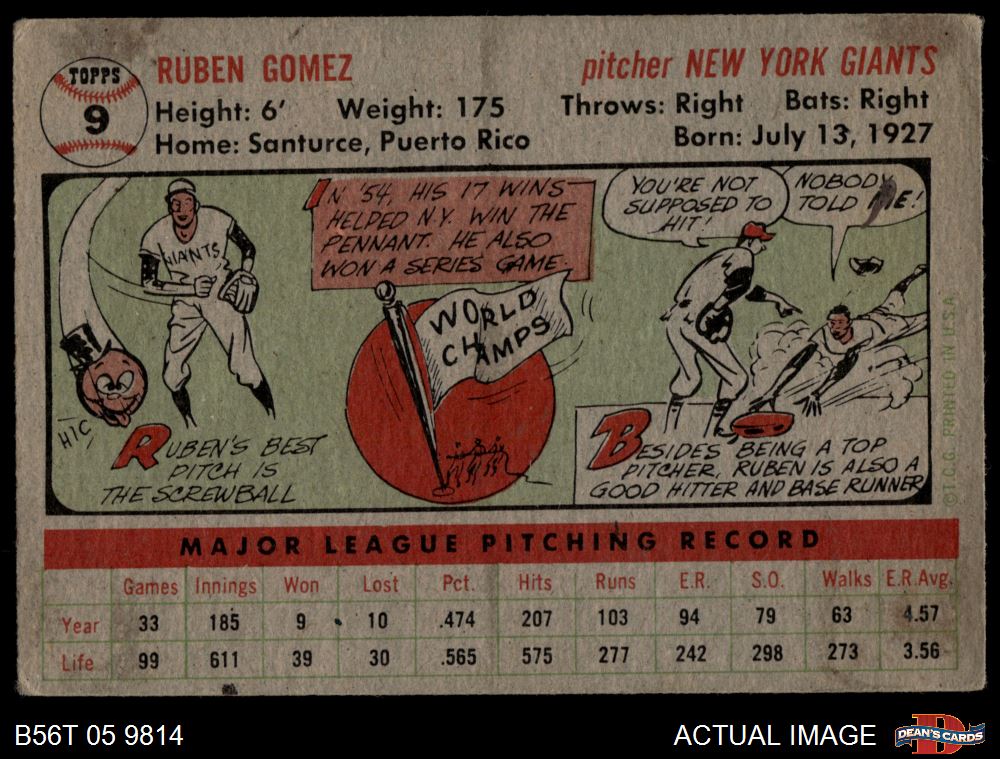 TOPPS
9
RUBEN GOMEZ
pitcher NEW YORK GIANTS
Height: 6' Weight: 175 Throws: Right Bats: Right
Home: Santurce, Puerto Rico Born: July 13, 1927
GIANTS
HIC
RUBEN'S BEST
PITCH IS
THE SCREWBALL
IN '54, HIS 17 WINS
HELPED N.Y. WIN THE
PENNANT. HE ALSO
WON A SERIES GAME.
WORLD
CHAMPS
YOU'RE NOT
SUPPOSED TO
HIT!
NOBODY
TOLD ME!
BESIDES BEING A TOP
PITCHER, RUBEN IS ALSO A
GOOD HITTER AND BASE RUNNER
© T.C.G. PRINTED IN U.S.A.
MAJOR LEAGUE PITCHING RECORD
Games Innings Won Lost Pct. Hits Runs E.R. S.O. Walks E.R.Avg.
Year 33 185 9 10 .474 207 103 94 79 63 4.57
Life 99 611 39 30 .565 575 277 242 298 273 3.56
B56T 05 9814
ACTUAL IMAGE
DEAN'S CARDS